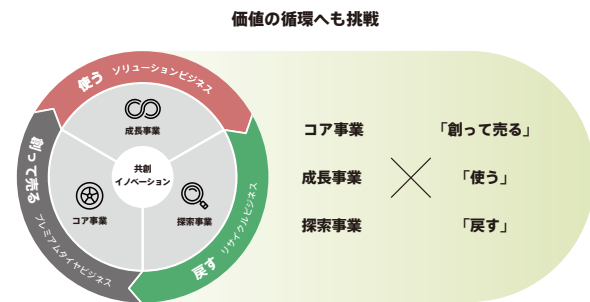 価値の循環へも挑戦
使う ソリューションビジネス
成長事業
共創
イノベーション
コア事業
探索事業
創って売る プレミアムタイヤビジネス
戻す リサイクルビジネス
コア事業 「創って売る」
成長事業 「使う」
探索事業 「戻す」